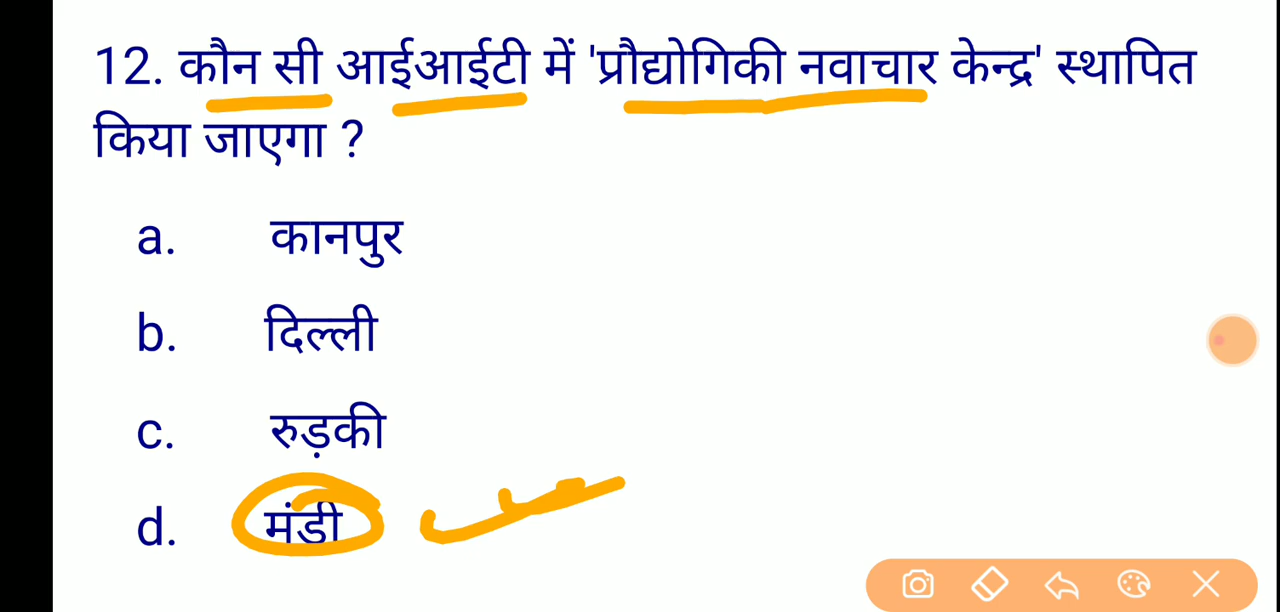 12. कौन सी आईआईटी में 'प्रौद्योगिकी नवाचार केन्द्र' स्थापित
किया जाएगा ?
a. कानपुर
b. दिल्ली
c. रुड़की
d. मंडी